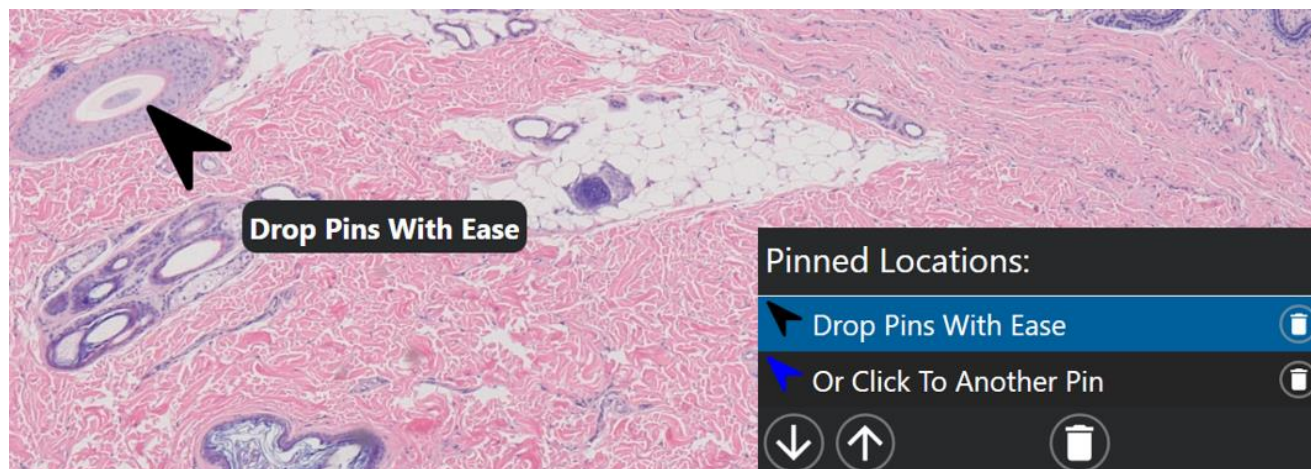 Drop Pins With Ease
Pinned Locations:
Drop Pins With Ease
Or Click To Another Pin